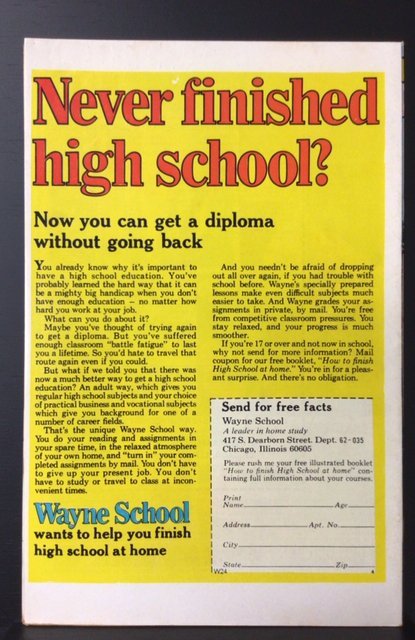 Never finished
high school?
Now you can get a diploma
without going back
You already know why it's important to
have a high school education. You've
probably learned the hard way that it can
be a mighty big handicap when you don't
have enough education — no matter how
hard you work at your job.
What can you do about it?
Maybe you've thought of trying again
to get a diploma. But you've suffered
enough classroom "battle fatigue" to last
you a lifetime. So you'd hate to travel that
route again even if you could.
But what if we told you that there was
now a much better way to get a high school
education? An adult way, which gives you
regular high school subjects and your choice
of practical business and vocational subjects
which give you background for one of a
number of career fields.
That's the unique Wayne School way.
You do your reading and assignments in
your spare time, in the relaxed atmosphere
of your own home, and "turn in" your com-
pleted assignments by mail. You don't have
to give up your present job. You don't
have to study or travel to class at incon-
venient times.
Wayne School
wants to help you finish
high school at home
And you needn't be afraid of dropping
out all over again, if you had trouble with
school before. Wayne's specially prepared
lessons make even difficult subjects much
easier to take. And Wayne grades your as-
signments in private, by mail. You're free
from competitive classroom pressures. You
stay relaxed, and your progress is much
smoother.
If you're 17 or over and not now in school,
why not send for more information? Mail
coupon for our free booklet, "How to finish
High School at home." You're in for a pleas-
ant surprise. And there's no obligation.
Send for free facts
Wayne School
A leader in home study
417 S. Dearborn Street. Dept. 62-035
Chicago, Illinois 60605
Please rush me your free illustrated booklet
"How to finish High School at home" con-
taining full information about your courses.
Print
Name Age
Address Apt. No.
City
State Zip
W24